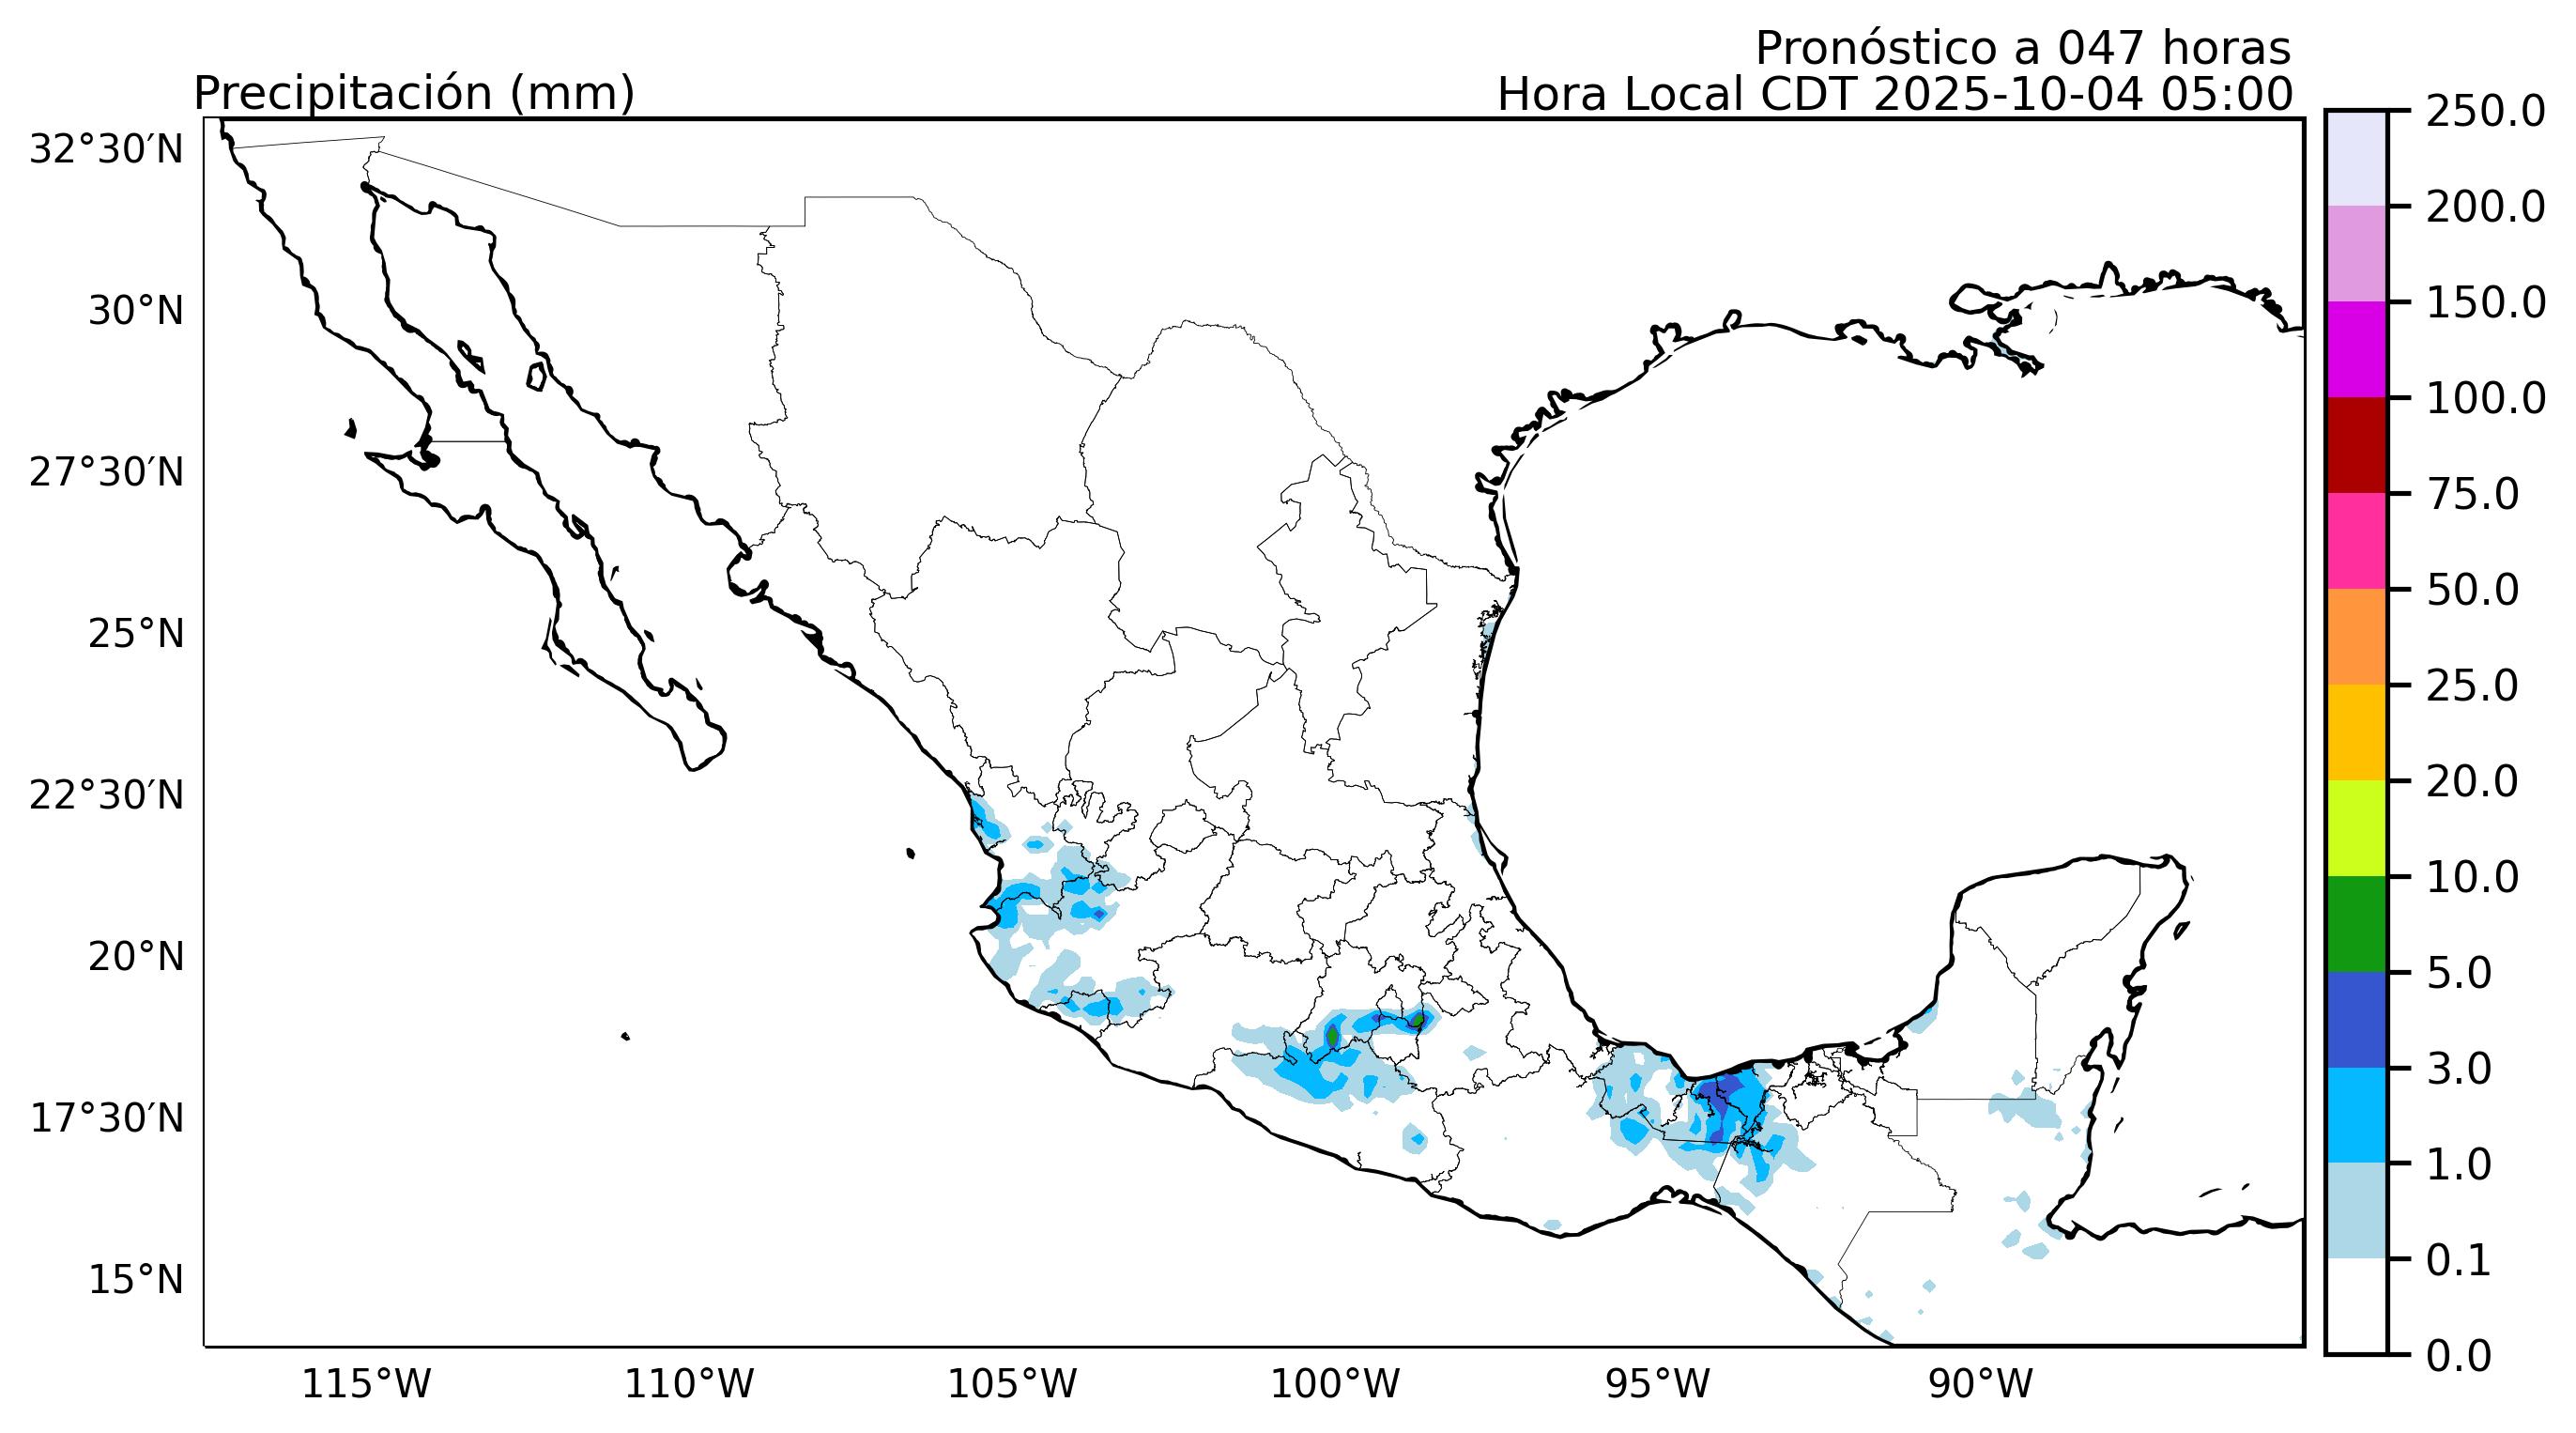 Pronóstico a 047 horas
Precipitación (mm)
Hora Local CDT 2025-10-04 05:00
32°30′N
30°N
27°30′N
25°N
22°30′N
20°N
17°30′N
15°N
115°W
110°W
105°W
100°W
95°W
90°W
250.0
200.0
150.0
100.0
75.0
50.0
25.0
20.0
10.0
5.0
3.0
1.0
0.1
0.0